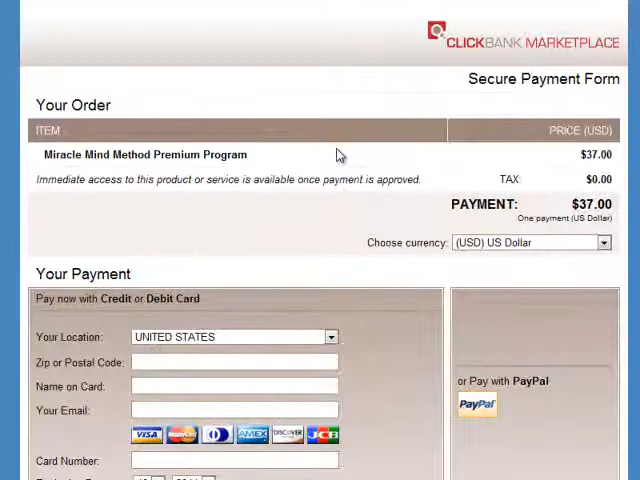 CLICKBANK MARKETPLACE
Secure Payment Form
Your Order
ITEM PRICE (USD)
Miracle Mind Method Premium Program $37.00
Immediate access to this product or service is available once payment is approved. TAX: $0.00
PAYMENT: $37.00
One payment (US Dollar)
Choose currency: (USD) US Dollar
Your Payment
Pay now with Credit or Debit Card
Your Location: UNITED STATES
Zip or Postal Code:
or Pay with PayPal
Name on Card:
PayPal
Your Email:
VISA MasterCard AMEX DISCOVER JCB
Card Number: